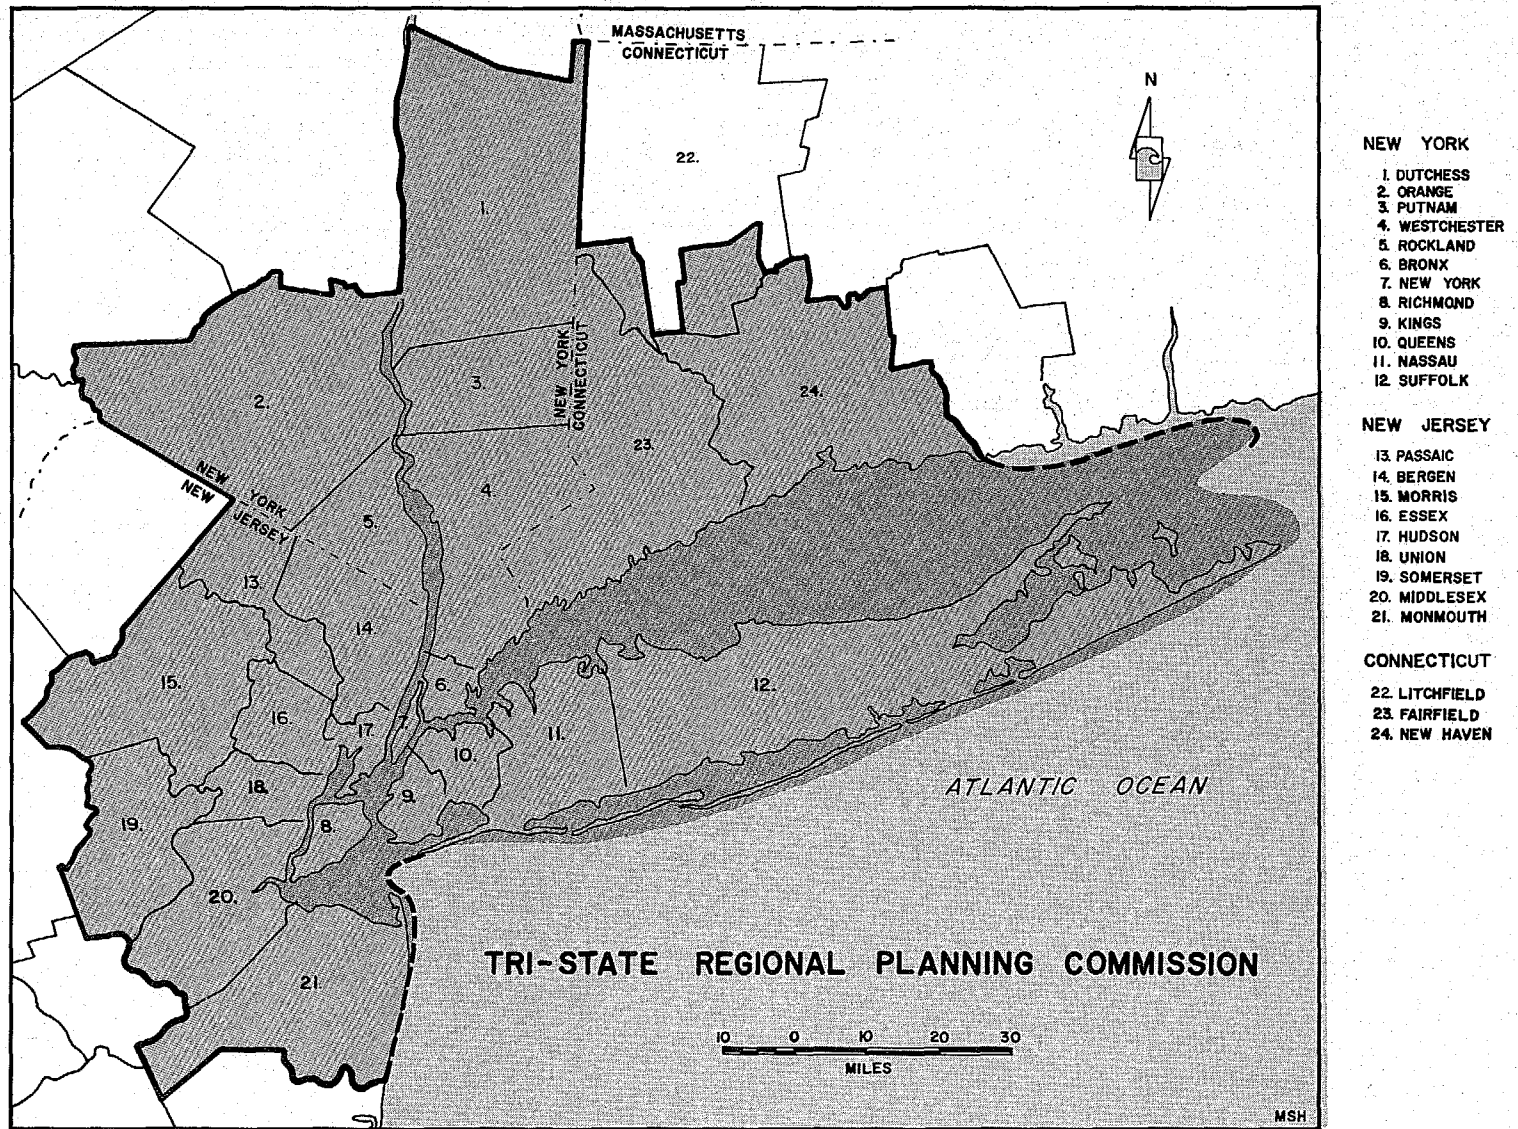 MASSACHUSETTS
CONNECTICUT
N
22.
1.
NEW YORK
CONNECTICUT
3.
2.
24.
23.
NEW YORK
NEW JERSEY
4.
5.
13.
14.
15.
6.
12.
16.
17.
7.
11.
10.
18.
9.
19.
8.
20.
21.
ATLANTIC OCEAN
TRI-STATE REGIONAL PLANNING COMMISSION
10 0 10 20 30
MILES
MSH
NEW YORK
1. DUTCHESS
2. ORANGE
3. PUTNAM
4. WESTCHESTER
5. ROCKLAND
6. BRONX
7. NEW YORK
8. RICHMOND
9. KINGS
10. QUEENS
11. NASSAU
12. SUFFOLK
NEW JERSEY
13. PASSAIC
14. BERGEN
15. MORRIS
16. ESSEX
17. HUDSON
18. UNION
19. SOMERSET
20. MIDDLESEX
21. MONMOUTH
CONNECTICUT
22. LITCHFIELD
23. FAIRFIELD
24. NEW HAVEN